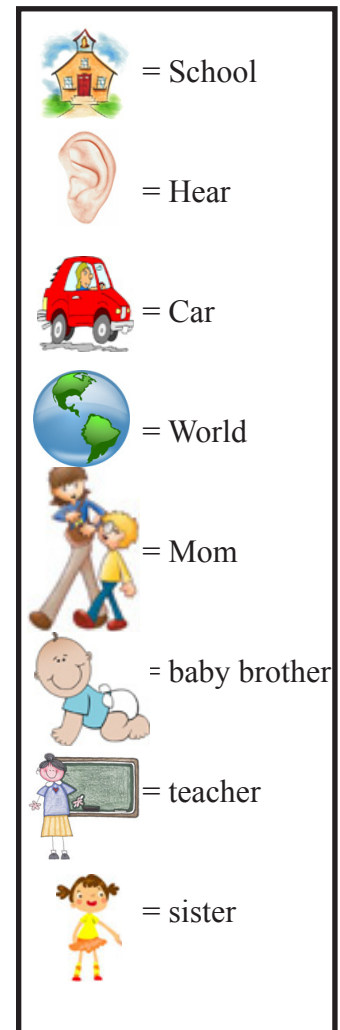 = School
= Hear
= Car
= World
= Mom
= baby brother
= teacher
= sister